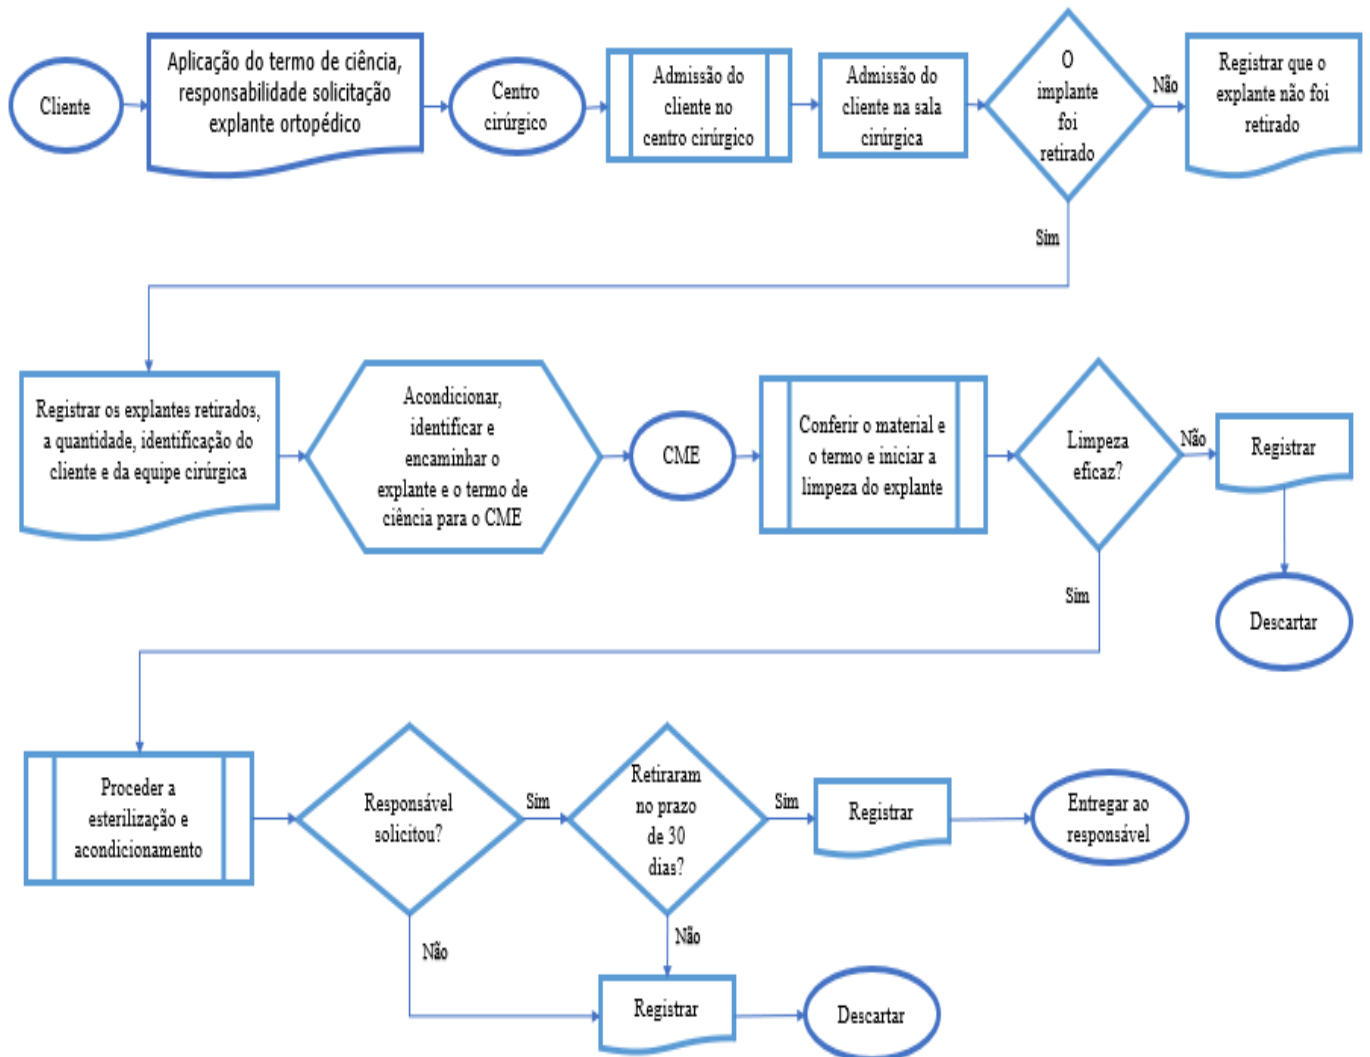 Cliente
Aplicação do termo de ciência,
responsabilidade solicitação
explante ortopédico
Centro
cirúrgico
Admissão do
cliente no
centro cirúrgico
Admissão do
cliente na sala
cirúrgica
O
implante
foi
retirado
Não
Registrar que o
explante não foi
retirado
Sim
Registrar os explantes retirados,
a quantidade, identificação do
cliente e da equipe cirúrgica
Acondicionar,
identificar e
encaminhar o
explante e o termo de
ciência para o CME
CME
Conferir o material e
o termo e iniciar a
limpeza do explante
Limpeza
eficaz?
Não
Registrar
Descartar
Sim
Proceder a
esterilização e
acondicionamento
Responsável
solicitou?
Sim
Retiraram
no prazo
de 30
dias?
Sim
Registrar
Entregar ao
responsável
Não
Não
Registrar
Descartar